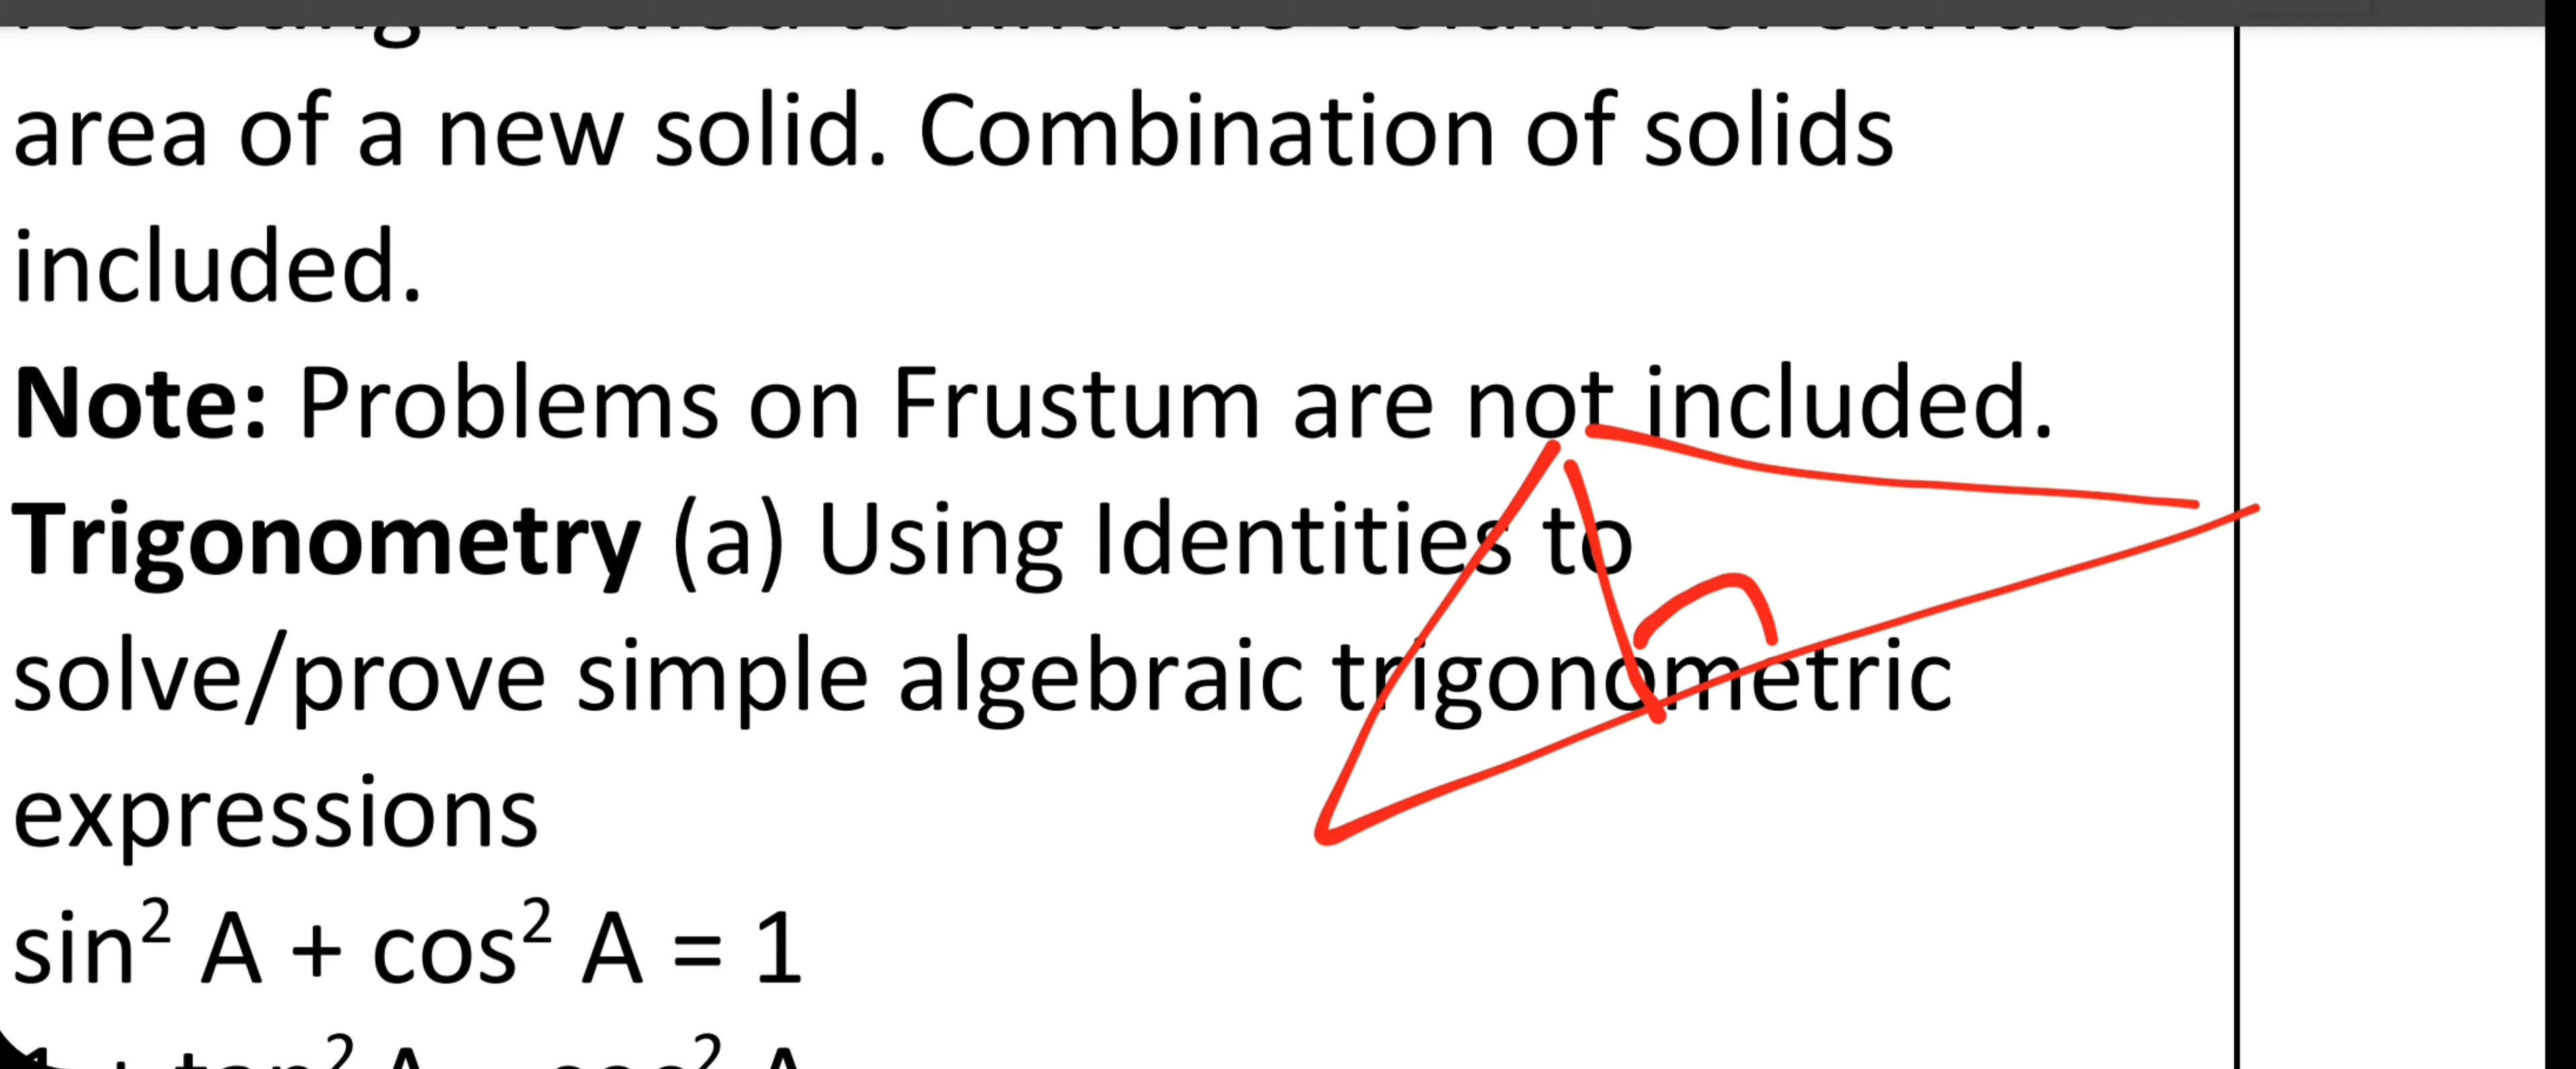 area of a new solid. Combination of solids
included.
Note: Problems on Frustum are not included.
Trigonometry (a) Using Identities to
solve/prove simple algebraic trigonometric
expressions
sin² A + cos² A = 1